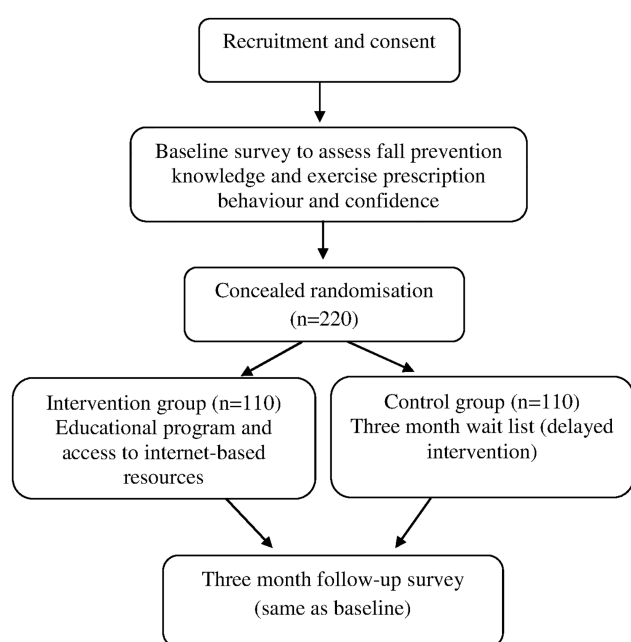 Recruitment and consent
Baseline survey to assess fall prevention
knowledge and exercise prescription
behaviour and confidence
Concealed randomisation
(n=220)
Intervention group (n=110)
Educational program and
access to internet-based
resources
Control group (n=110)
Three month wait list (delayed
intervention)
Three month follow-up survey
(same as baseline)